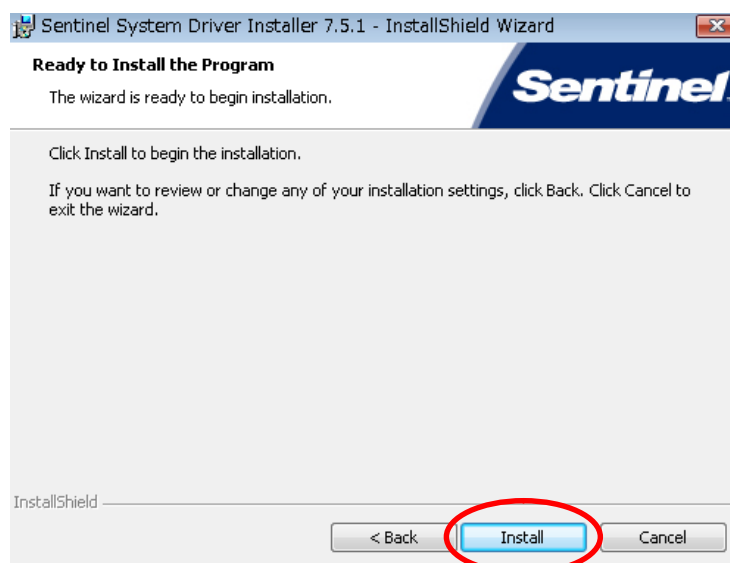 Sentinel System Driver Installer 7.5.1 - InstallShield Wizard
Ready to Install the Program
The wizard is ready to begin installation.
Sentinel
Click Install to begin the installation.
If you want to review or change any of your installation settings, click Back. Click Cancel to
exit the wizard.
InstallShield
< Back
Install
Cancel